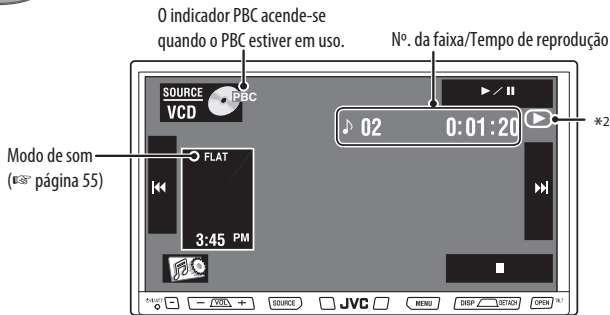 O indicador PBC acende-se
quando o PBC estiver em uso.
Nº. da faixa/Tempo de reprodução
SOURCE
VCD
PBC
02
0:01:20
*2
Modo de som
(☞ página 55)
FLAT
3:45 PM
– VOL +
SOURCE
JVC
MENU
DISP
DETACH
OPEN
TILT